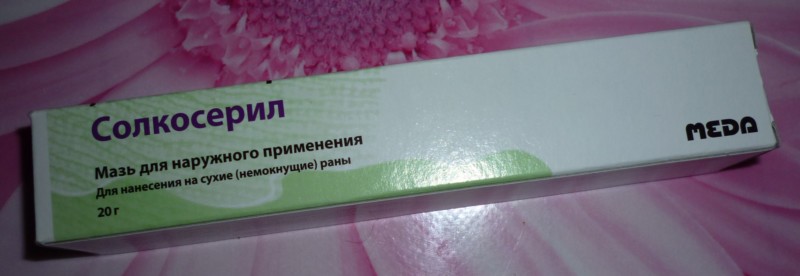 Солкосерил
Мазь для наружного применения
Для нанесения на сухие (немокнущие) раны
20 г
MEDA